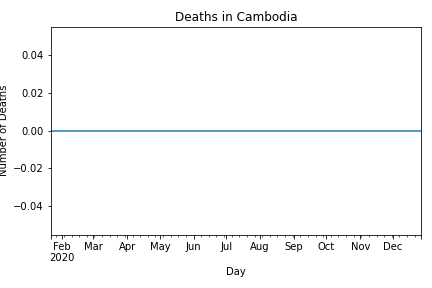 Deaths in Cambodia
Number of Deaths
0.04
0.02
0.00
−0.02
−0.04
Feb Mar Apr May Jun Jul Aug Sep Oct Nov Dec
2020
Day